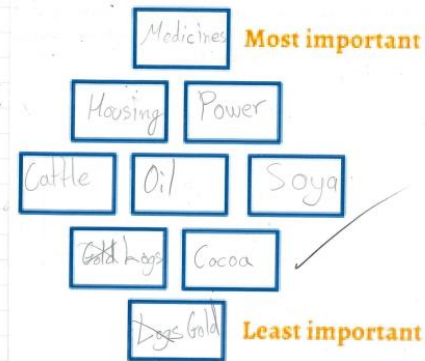 Medicines Most important
Housing Power
Cattle Oil Soya
Gold Logs Cocoa
Logs Gold Least important